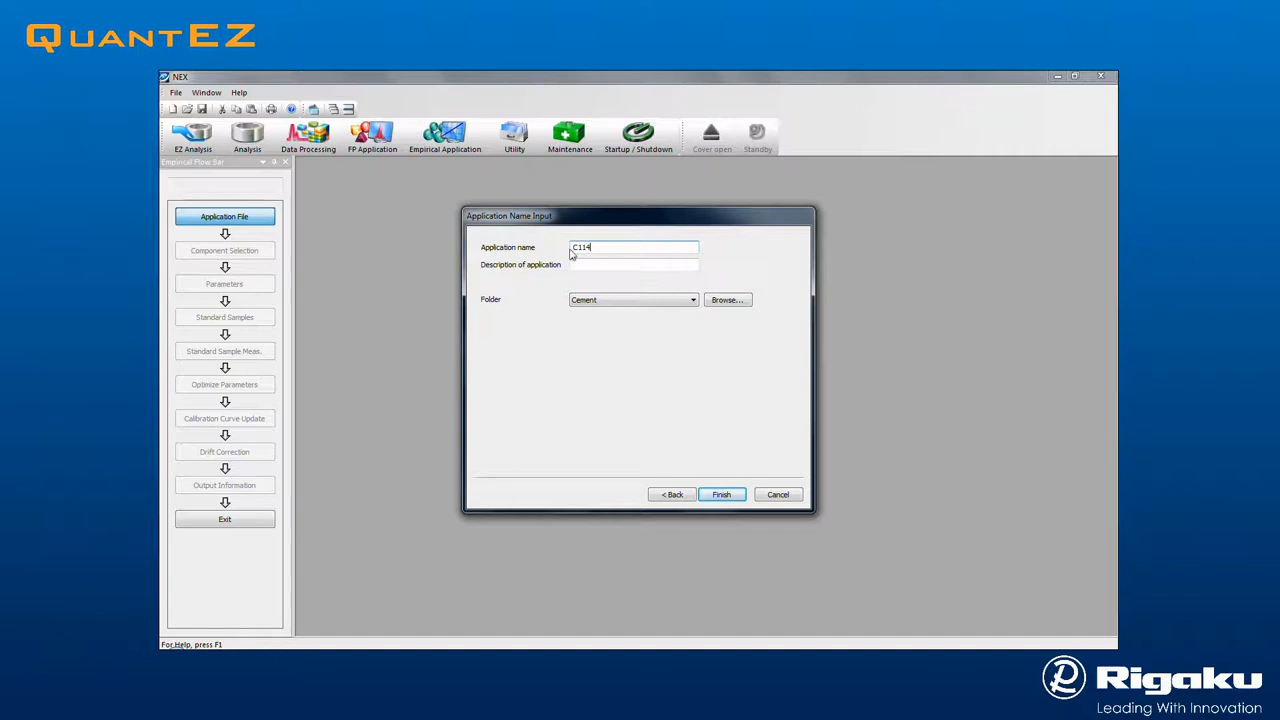 QUANTEZ
NEX
File Window Help
EZ Analysis Analysis Data Processing FP Application Empirical Application Utility Maintenance Startup / Shutdown Cover open Standby
Empirical Flow Bar
Application File
Component Selection
Parameters
Standard Samples
Standard Sample Meas.
Optimize Parameters
Calibration Curve Update
Drift Correction
Output Information
Exit
Application Name Input
Application name C114
Description of application
Folder Cement Browse...
< Back Finish Cancel
For Help, press F1
Rigaku
Leading With Innovation